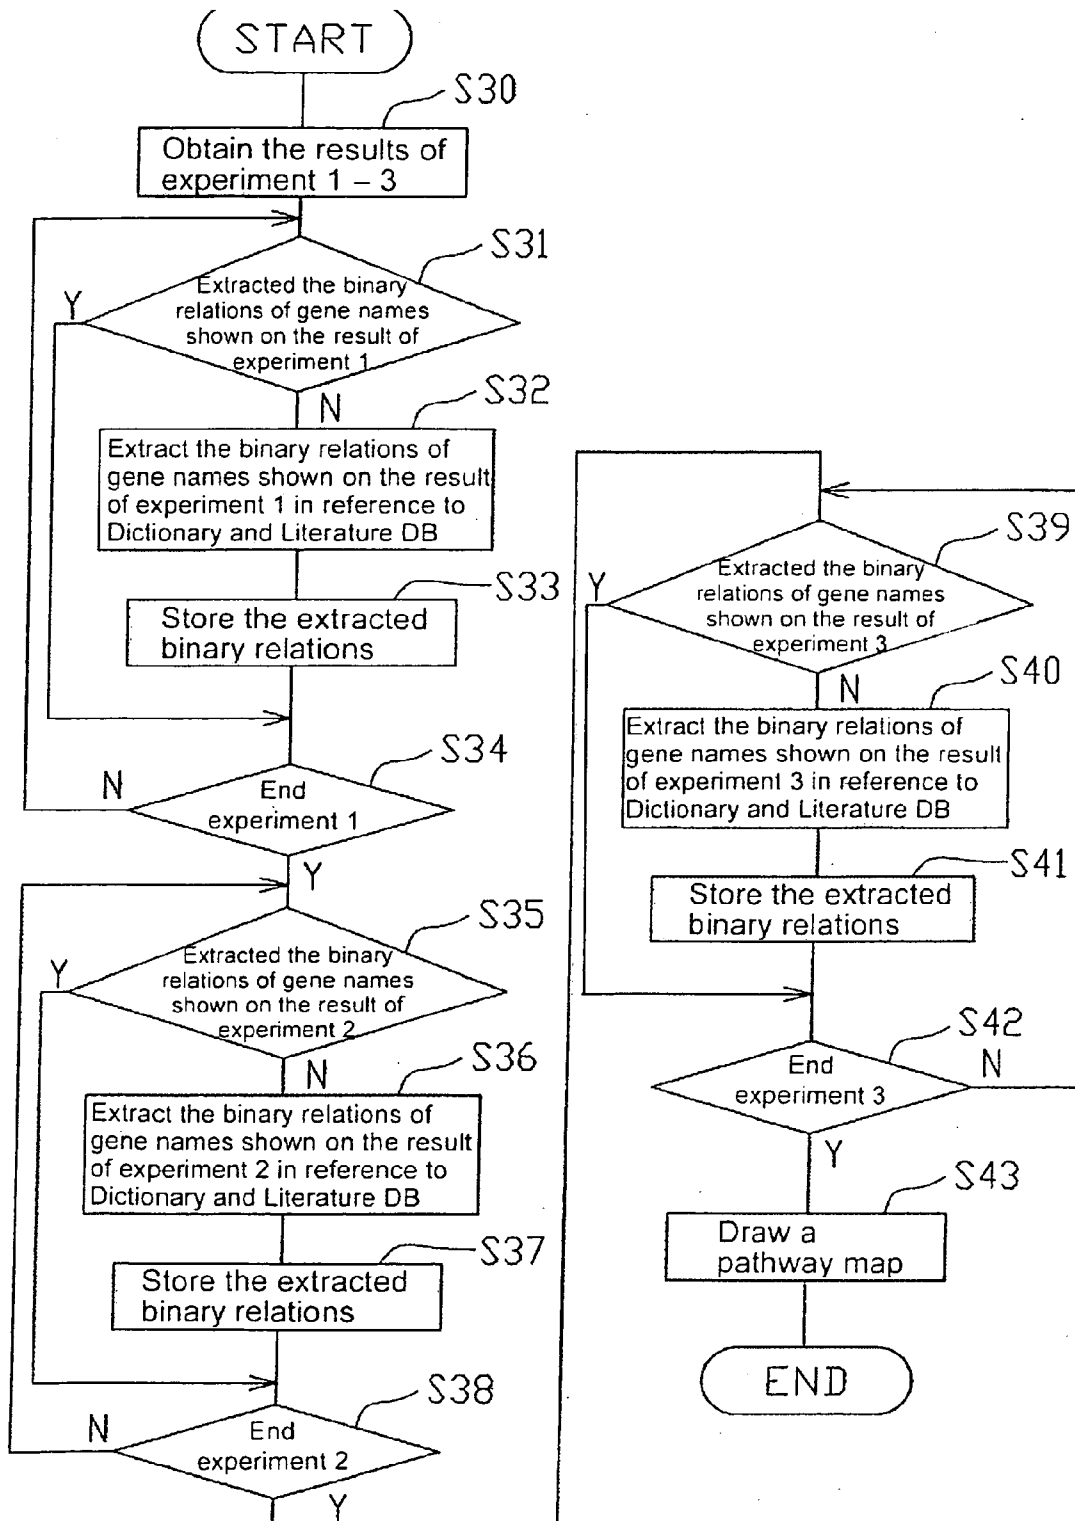 START
S30
Obtain the results of
experiment 1 – 3
S31
Extracted the binary
relations of gene names
shown on the result of
experiment 1
Y
N
S32
Extract the binary relations of
gene names shown on the result
of experiment 1 in reference to
Dictionary and Literature DB
S33
Store the extracted
binary relations
S34
End
experiment 1
N
Y
S35
Extracted the binary
relations of gene names
shown on the result of
experiment 2
Y
N
S36
Extract the binary relations of
gene names shown on the result
of experiment 2 in reference to
Dictionary and Literature DB
S37
Store the extracted
binary relations
S38
End
experiment 2
N
Y
S39
Extracted the binary
relations of gene names
shown on the result of
experiment 3
Y
N
S40
Extract the binary relations of
gene names shown on the result
of experiment 3 in reference to
Dictionary and Literature DB
S41
Store the extracted
binary relations
S42
End
experiment 3
N
Y
S43
Draw a
pathway map
END